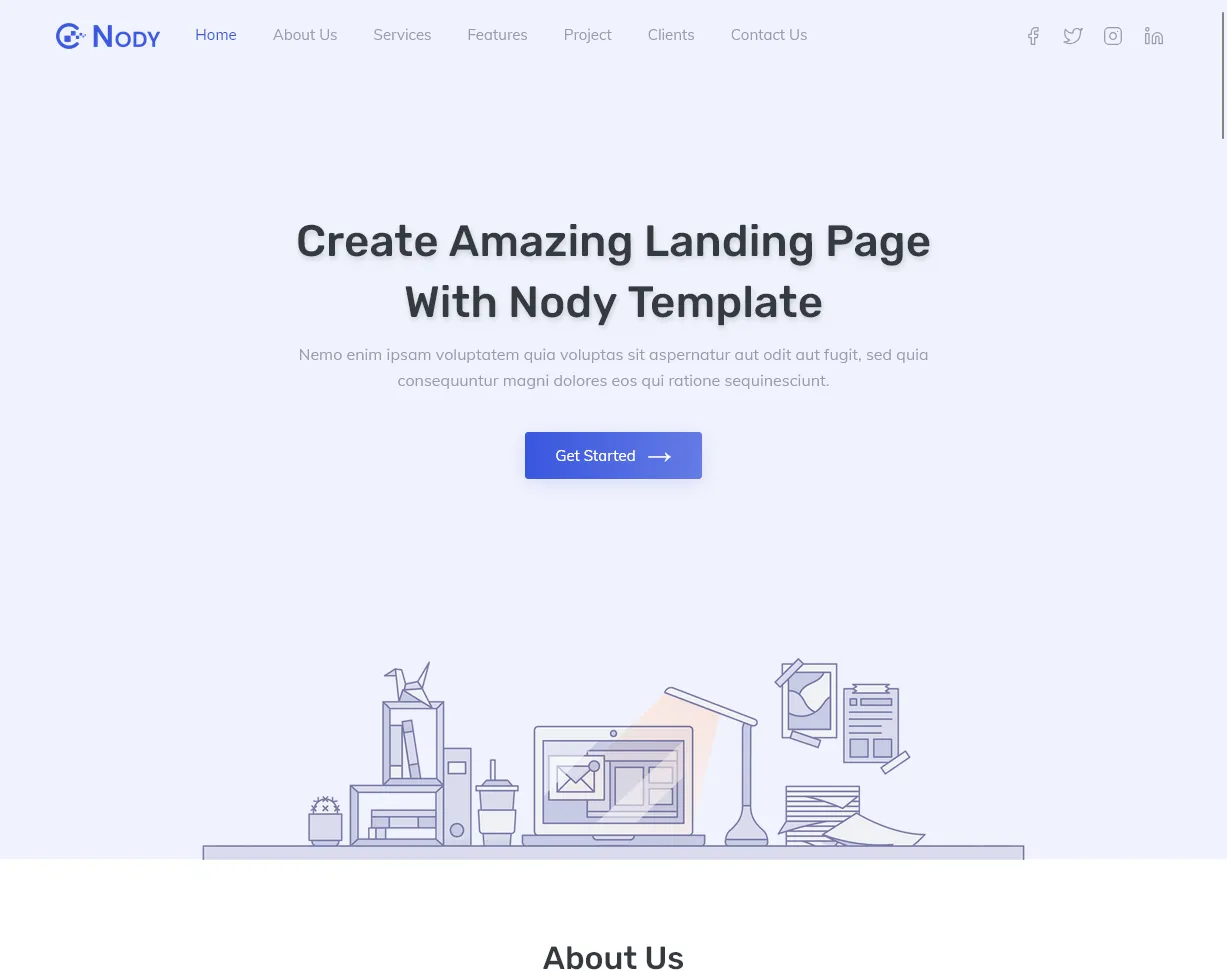 Nody
Home About Us Services Features Project Clients Contact Us
Create Amazing Landing Page
With Nody Template
Nemo enim ipsam voluptatem quia voluptas sit aspernatur aut odit aut fugit, sed quia
consequuntur magni dolores eos qui ratione sequinesciunt.
Get Started
About Us